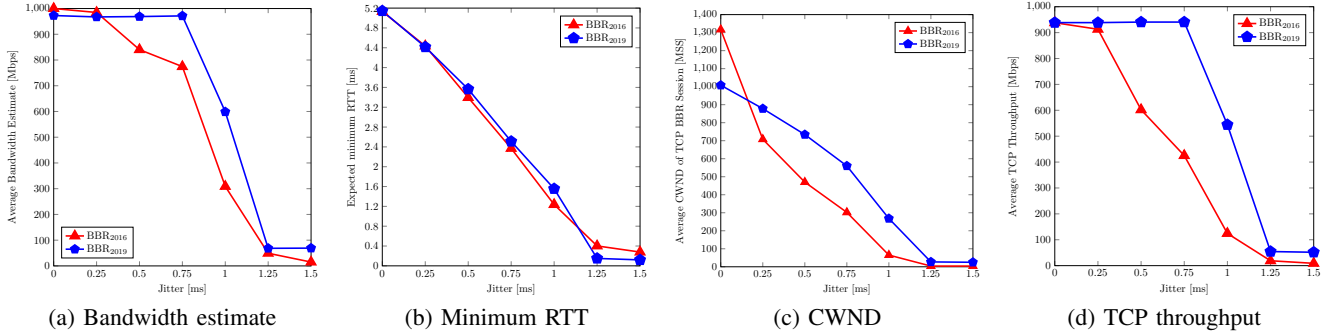 1,000
900
800
700
600
500
400
300
200
100
0
Average Bandwidth Estimate [Mbps]
BBR2016
BBR2019
0 0.25 0.5 0.75 1 1.25 1.5
Jitter [ms]
(a) Bandwidth estimate
5.2
4.8
4.4
4
3.6
3.2
2.8
2.4
2
1.6
1.2
0.8
0.4
0
Expected minimum RTT [ms]
BBR2016
BBR2019
0 0.25 0.5 0.75 1 1.25 1.5
Jitter [ms]
(b) Minimum RTT
1,400
1,300
1,200
1,100
1,000
900
800
700
600
500
400
300
200
100
0
Average CWND of TCP BBR Session [MSS]
BBR2016
BBR2019
0 0.25 0.5 0.75 1 1.25 1.5
Jitter [ms]
(c) CWND
1,000
900
800
700
600
500
400
300
200
100
0
Average TCP Throughput [Mbps]
BBR2016
BBR2019
0 0.25 0.5 0.75 1 1.25 1.5
Jitter [ms]
(d) TCP throughput